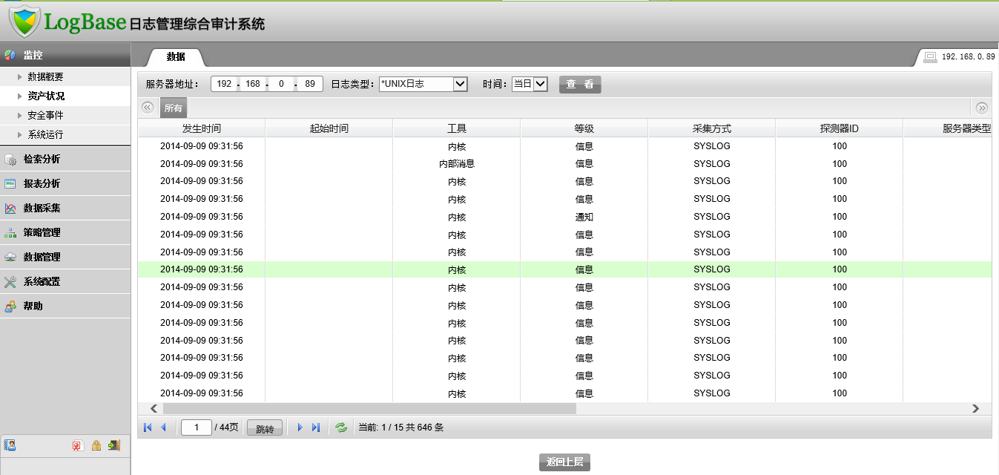 LogBase 日志管理综合审计系统
监控
数据概要
资产状况
安全事件
系统运行
检索分析
报表分析
数据采集
策略管理
数据管理
系统配置
帮助
数据
192.168.0.89
服务器地址: 192 . 168 . 0 . 89 日志类型: *UNIX日志 时间: 当日 查 看
所有
发生时间 起始时间 工具 等级 采集方式 探测器ID 服务器类型
2014-09-09 09:31:56 内核 信息 SYSLOG 100
2014-09-09 09:31:56 内部消息 信息 SYSLOG 100
2014-09-09 09:31:56 内核 信息 SYSLOG 100
2014-09-09 09:31:56 内核 信息 SYSLOG 100
2014-09-09 09:31:56 内核 通知 SYSLOG 100
2014-09-09 09:31:56 内核 信息 SYSLOG 100
2014-09-09 09:31:56 内核 信息 SYSLOG 100
2014-09-09 09:31:56 内核 信息 SYSLOG 100
2014-09-09 09:31:56 内核 信息 SYSLOG 100
2014-09-09 09:31:56 内核 信息 SYSLOG 100
2014-09-09 09:31:56 内核 信息 SYSLOG 100
2014-09-09 09:31:56 内核 信息 SYSLOG 100
2014-09-09 09:31:56 内核 信息 SYSLOG 100
2014-09-09 09:31:56 内核 信息 SYSLOG 100
2014-09-09 09:31:56 内核 信息 SYSLOG 100
1 / 44页 跳转 当前: 1 / 15 共 646 条
返回上层